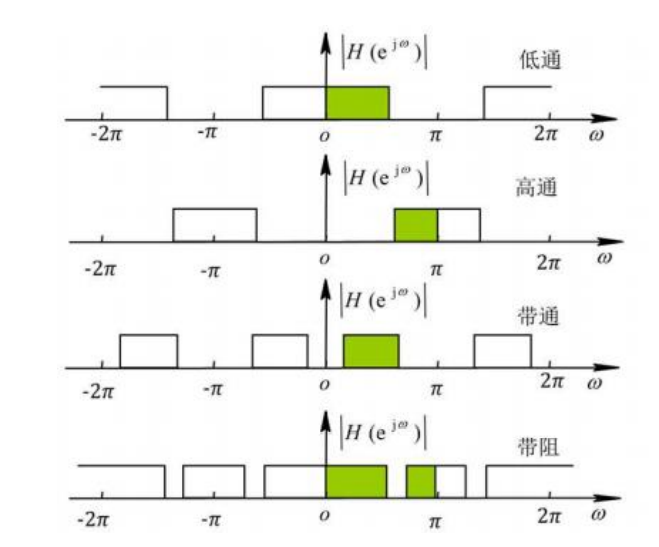 |H(e^{jω})|
低通
-2π -π o π 2π ω
|H(e^{jω})|
高通
-2π -π o π 2π ω
|H(e^{jω})|
带通
-2π -π o π 2π ω
|H(e^{jω})|
带阻
-2π -π o π 2π ω